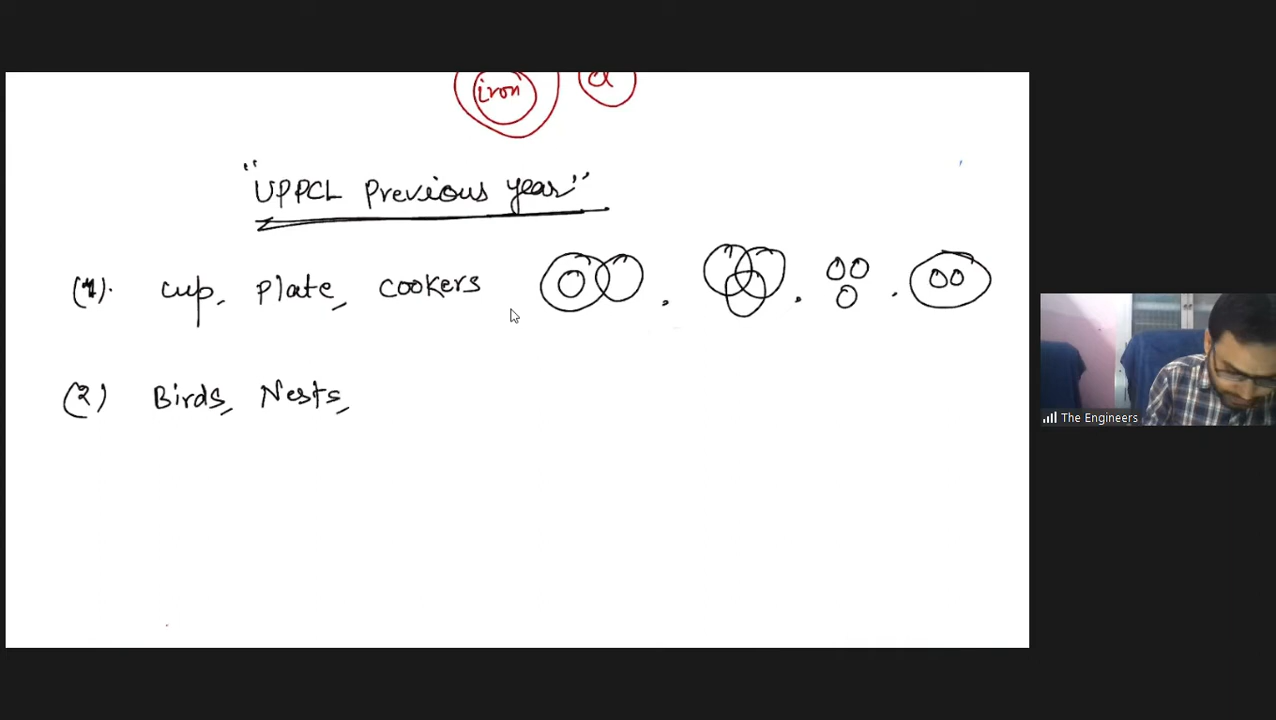 iron d
"UPPCL Previous year"
(1). cup, plate, cookers
(2) Birds, Nests,
The Engineers